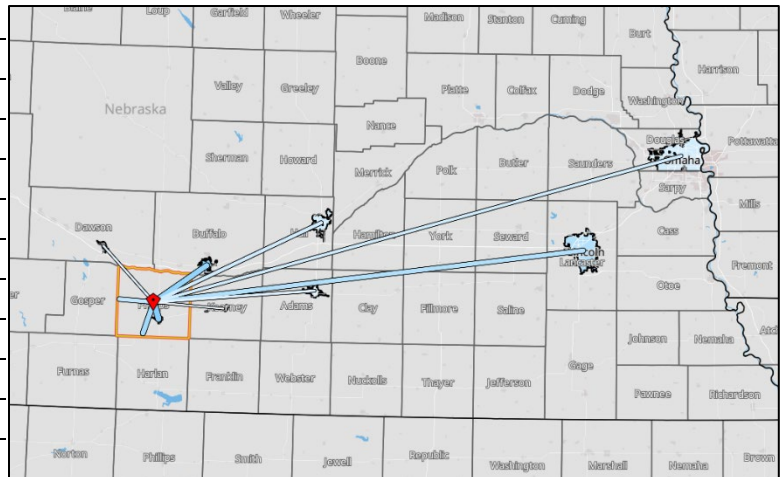 Loup
Garfield
Wheeler
Madison
Stanton
Cuming
Burt
Boone
Harrison
Nebraska
Valley
Greeley
Platte
Colfax
Dodge
Washington
Nance
Douglas
Pottawatta
Omaha
Sherman
Howard
Merrick
Polk
Butler
Saunders
Sarpy
Mills
Dawson
Buffalo
Hamilton
York
Seward
Cass
Lancaster
Fremont
Gosper
Adams
Clay
Fillmore
Saline
Otoe
Johnson
Nemaha
Gage
Furnas
Harlan
Franklin
Webster
Nuckolls
Thayer
Jefferson
Pawnee
Richardson
Norton
Phillips
Smith
Jewell
Republic
Washington
Marshall
Nemaha
Brown